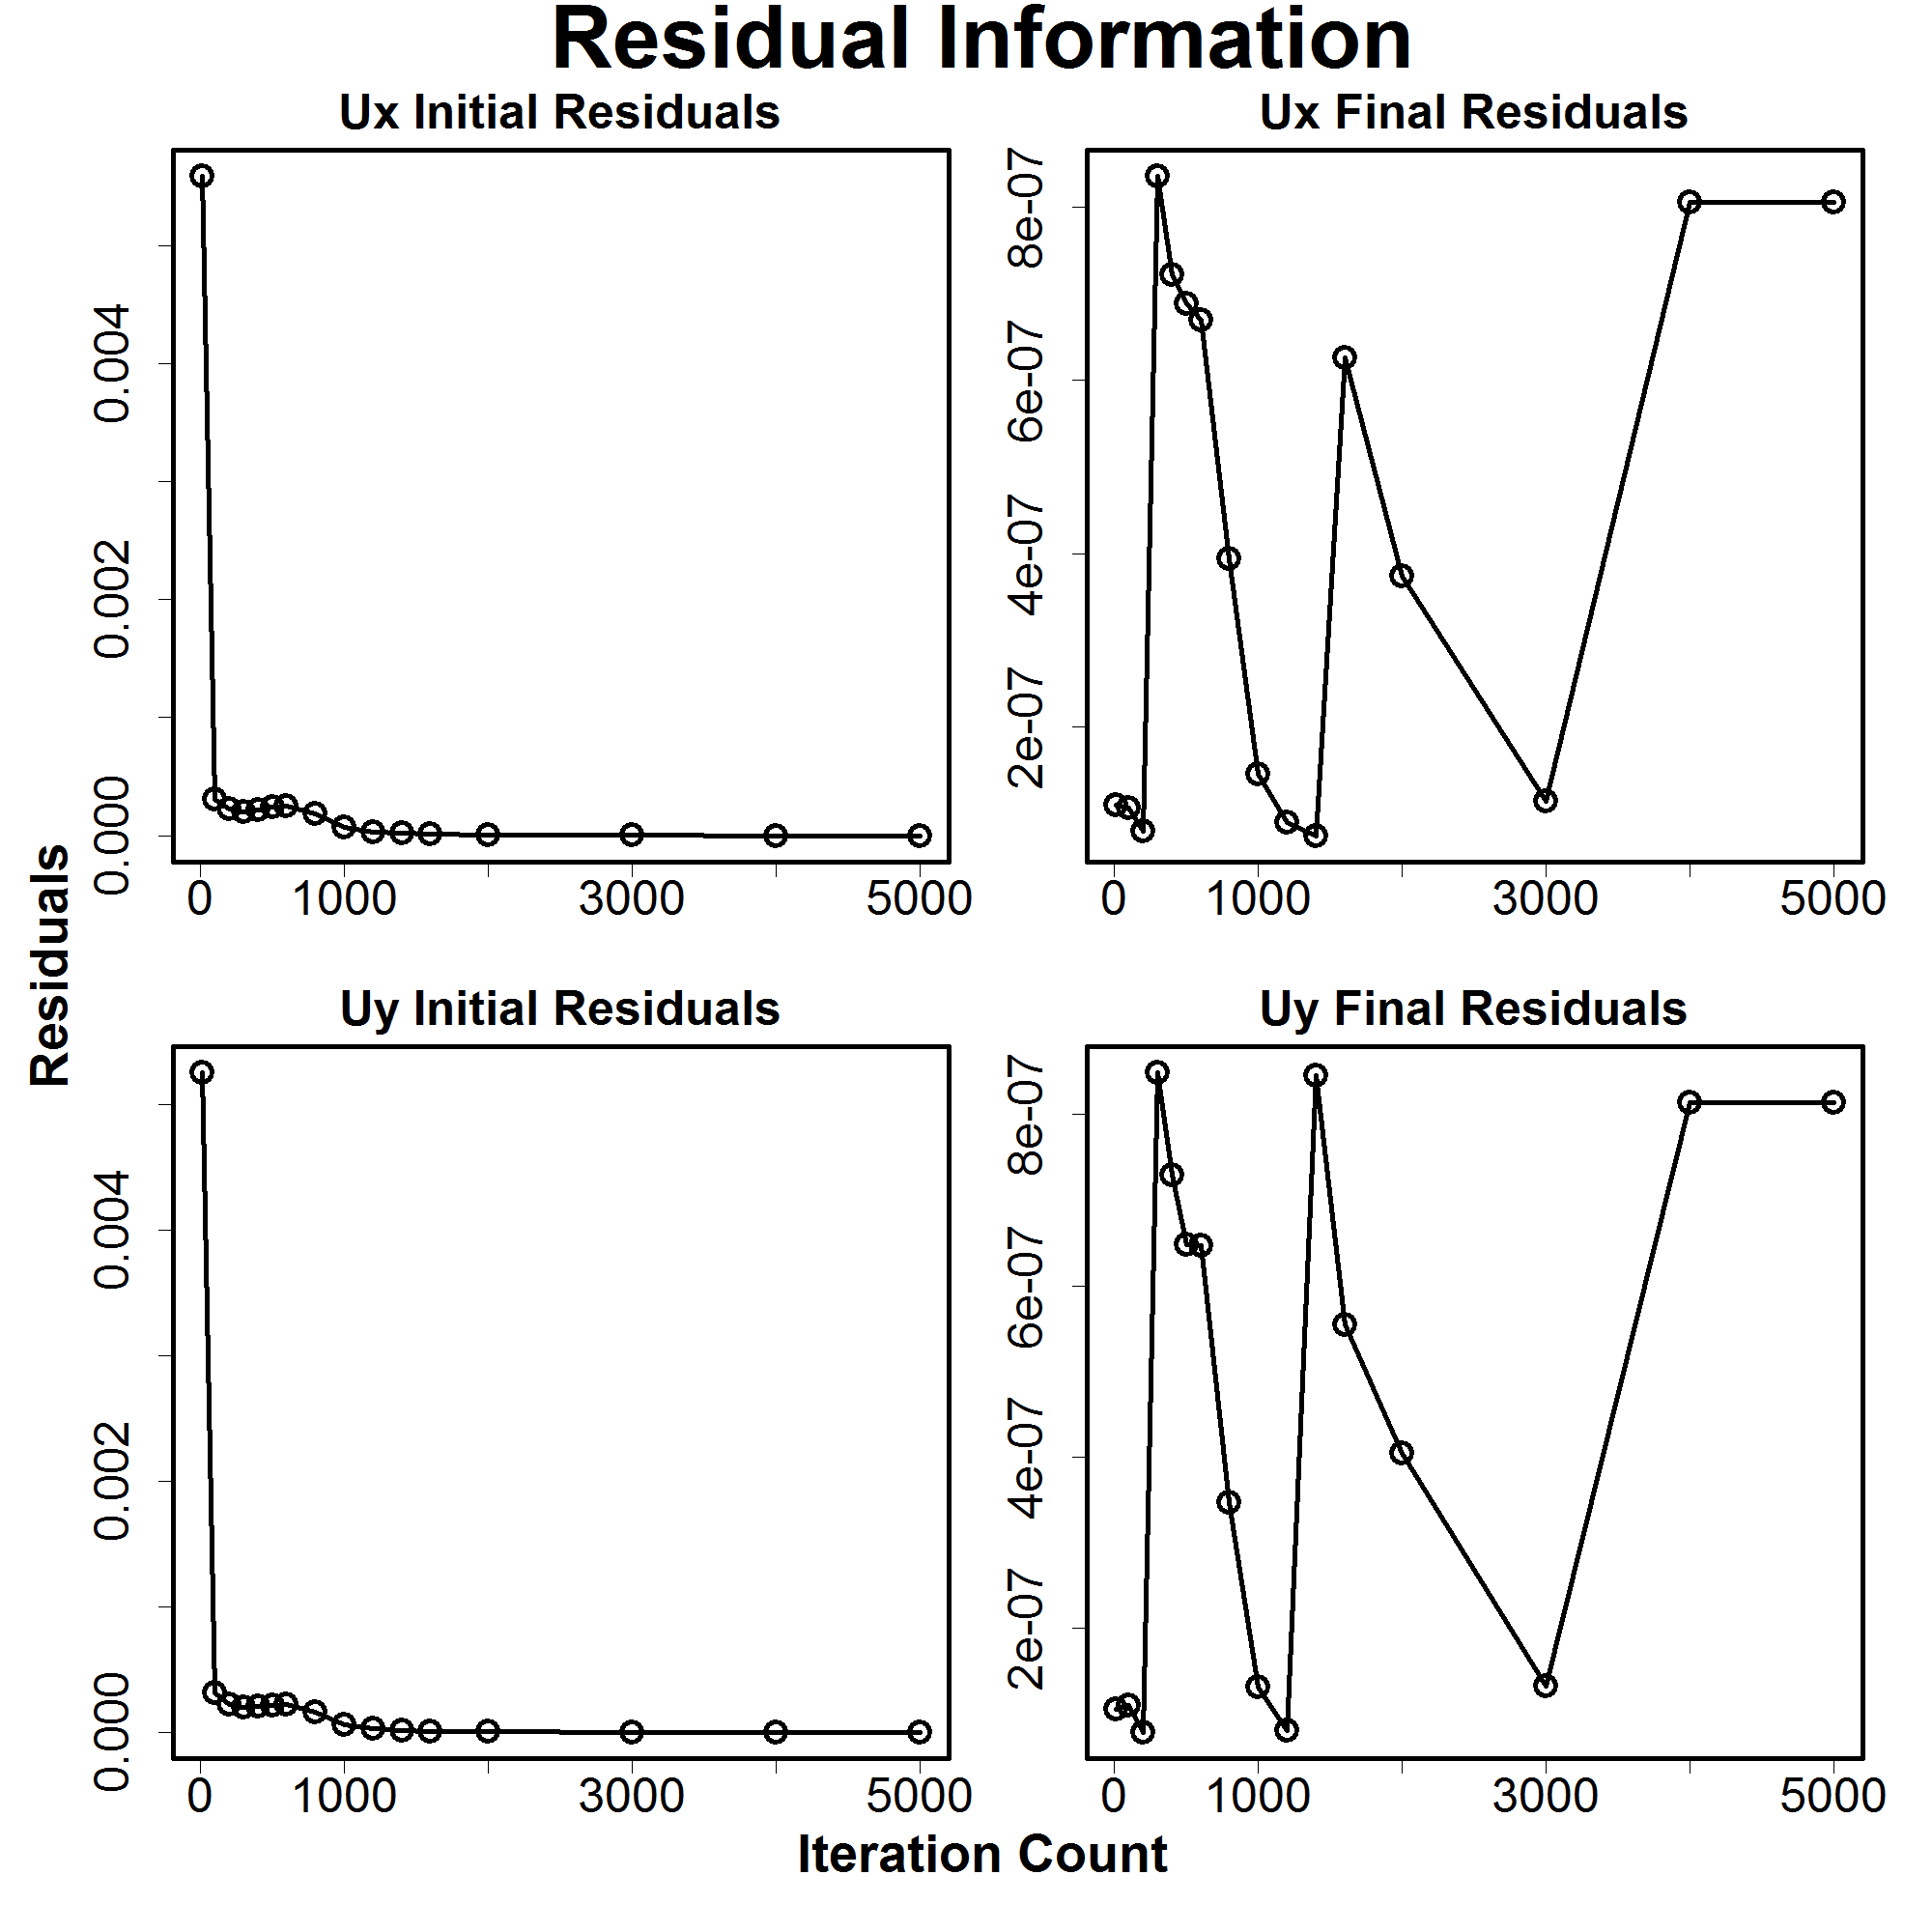 Residual Information
Ux Initial Residuals
0.004
0.002
0.000
0 1000 3000 5000
Ux Final Residuals
8e-07
6e-07
4e-07
2e-07
0 1000 3000 5000
Residuals
Uy Initial Residuals
0.004
0.002
0.000
0 1000 3000 5000
Uy Final Residuals
8e-07
6e-07
4e-07
2e-07
0 1000 3000 5000
Iteration Count